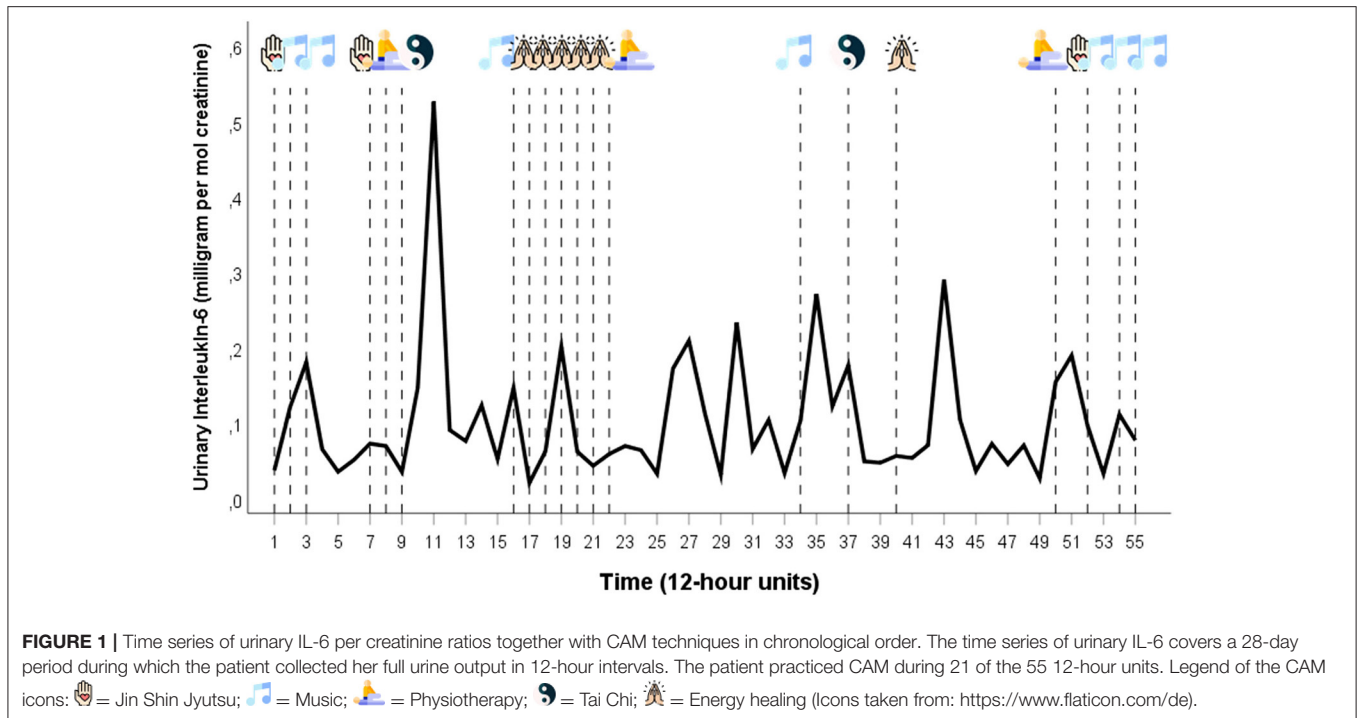 Urinary Interleukln-6 (milligram per mol creatinine)
,6
,5
,4
,3
,2
,1
,0
1 3 5 7 9 11 13 15 17 19 21 23 25 27 29 31 33 35 37 39 41 43 45 47 49 51 53 55
Time (12-hour units)
FIGURE 1 | Time series of urinary IL-6 per creatinine ratios together with CAM techniques in chronological order. The time series of urinary IL-6 covers a 28-day
period during which the patient collected her full urine output in 12-hour intervals. The patient practiced CAM during 21 of the 55 12-hour units. Legend of the CAM
icons: = Jin Shin Jyutsu; = Music; = Physiotherapy; = Tai Chi; = Energy healing (Icons taken from: https://www.flaticon.com/de).